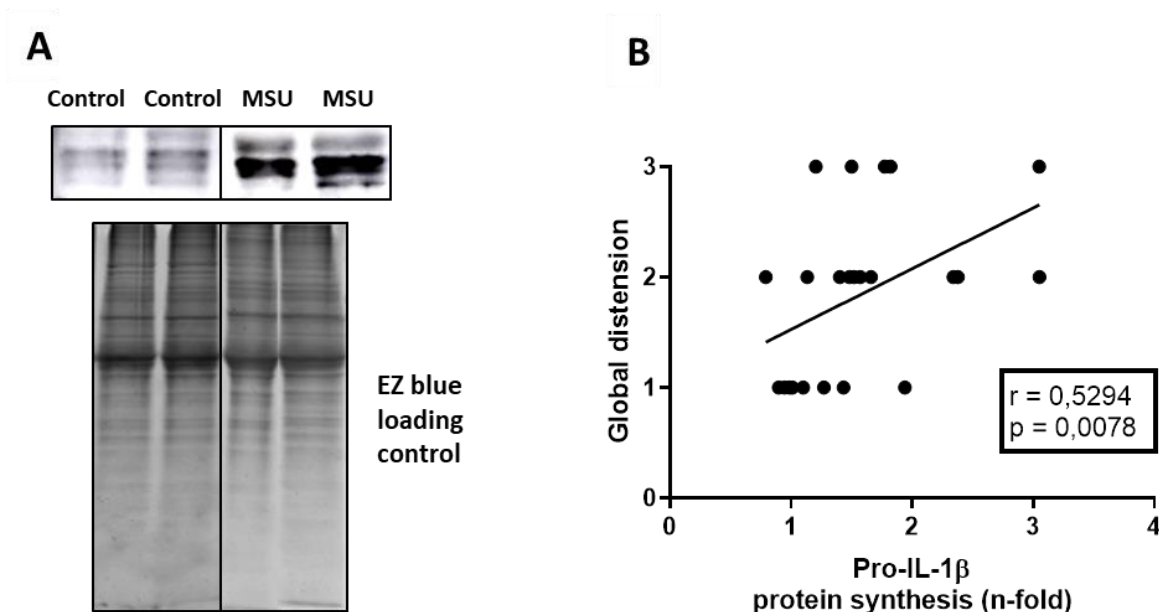 A
Control Control MSU MSU
EZ blue
loading
control
B
Global distension
3
2
1
0
0 1 2 3 4
r = 0,5294
p = 0,0078
Pro-IL-1β
protein synthesis (n-fold)